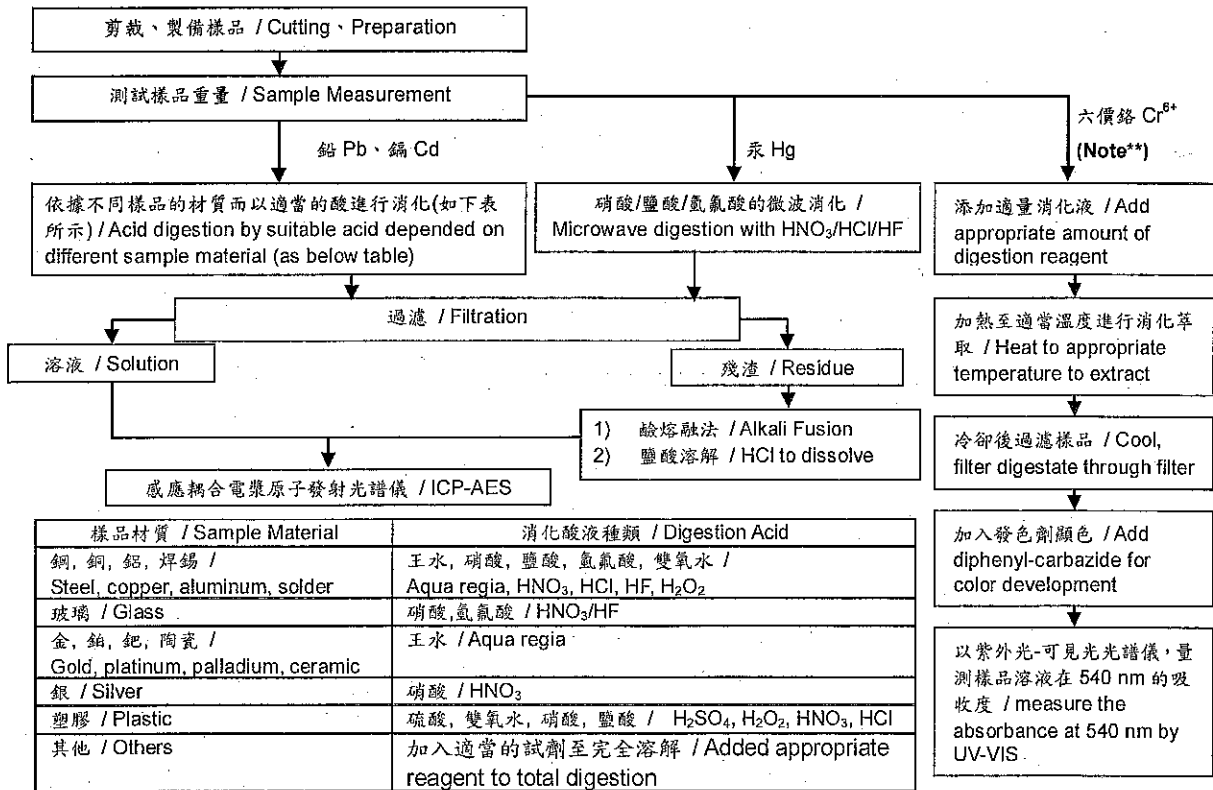 剪裁、製備樣品 / Cutting、Preparation
測試樣品重量 / Sample Measurement
鉛 Pb、鎘 Cd
汞 Hg
六價鉻 Cr⁶⁺
(Note**)
依據不同樣品的材質而以適當的酸進行消化(如下表
所示) / Acid digestion by suitable acid depended on
different sample material (as below table)
硝酸/鹽酸/氫氟酸的微波消化 /
Microwave digestion with HNO₃/HCl/HF
添加適量消化液 / Add
appropriate amount of
digestion reagent
過濾 / Filtration
溶液 / Solution
殘渣 / Residue
加熱至適當溫度進行消化萃
取 / Heat to appropriate
temperature to extract
1) 鹼熔融法 / Alkali Fusion
2) 鹽酸溶解 / HCl to dissolve
冷卻後過濾樣品 / Cool,
filter digestate through filter
感應耦合電漿原子發射光譜儀 / ICP-AES
加入發色劑顯色 / Add
diphenyl-carbazide for
color development
以紫外光-可見光光譜儀，量
測樣品溶液在 540 nm 的吸
收度 / measure the
absorbance at 540 nm by
UV-VIS
樣品材質 / Sample Material 消化酸液種類 / Digestion Acid
鋼, 銅, 鋁, 焊錫 / 王水, 硝酸, 鹽酸, 氫氟酸, 雙氧水 /
Steel, copper, aluminum, solder Aqua regia, HNO₃, HCl, HF, H₂O₂
玻璃 / Glass 硝酸,氫氟酸 / HNO₃/HF
金, 鉑, 鈀, 陶瓷 / 王水 / Aqua regia
Gold, platinum, palladium, ceramic
銀 / Silver 硝酸 / HNO₃
塑膠 / Plastic 硫酸, 雙氧水, 硝酸, 鹽酸 / H₂SO₄, H₂O₂, HNO₃, HCl
其他 / Others 加入適當的試劑至完全溶解 / Added appropriate
reagent to total digestion